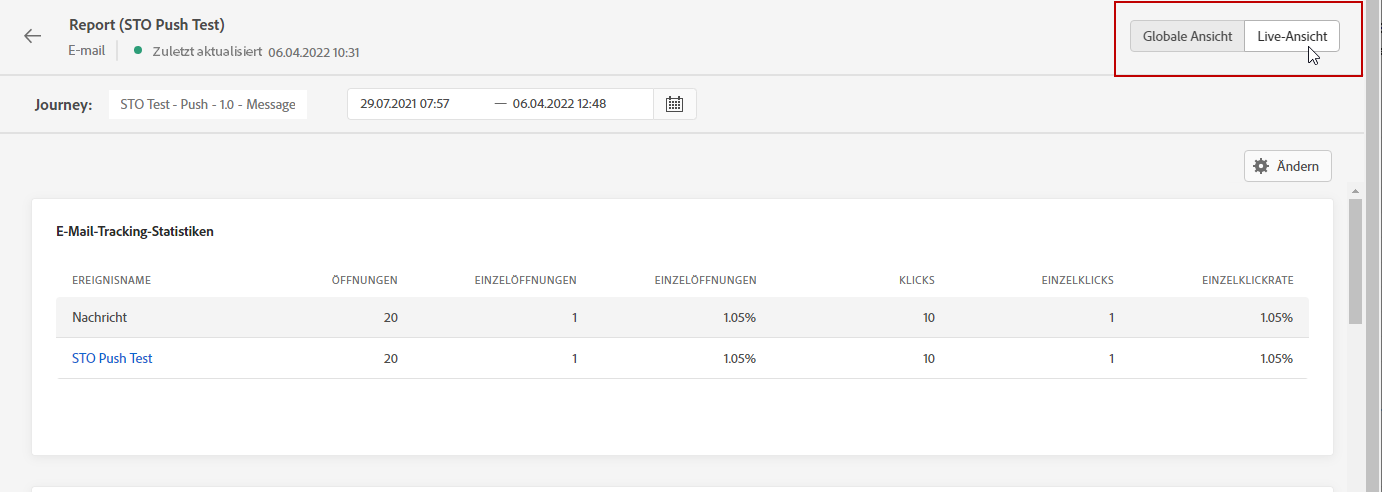 Report (STO Push Test)
E-mail
Zuletzt aktualisiert 06.04.2022 10:31
Globale Ansicht
Live-Ansicht
Journey:
STO Test - Push - 1.0 - Message
29.07.2021 07:57 — 06.04.2022 12:48
Ändern
E-Mail-Tracking-Statistiken
EREIGNISNAME ÖFFNUNGEN EINZELÖFFNUNGEN EINZELÖFFNUNGEN KLICKS EINZELKLICKS EINZELKLICKRATE
Nachricht 20 1 1.05% 10 1 1.05%
STO Push Test 20 1 1.05% 10 1 1.05%